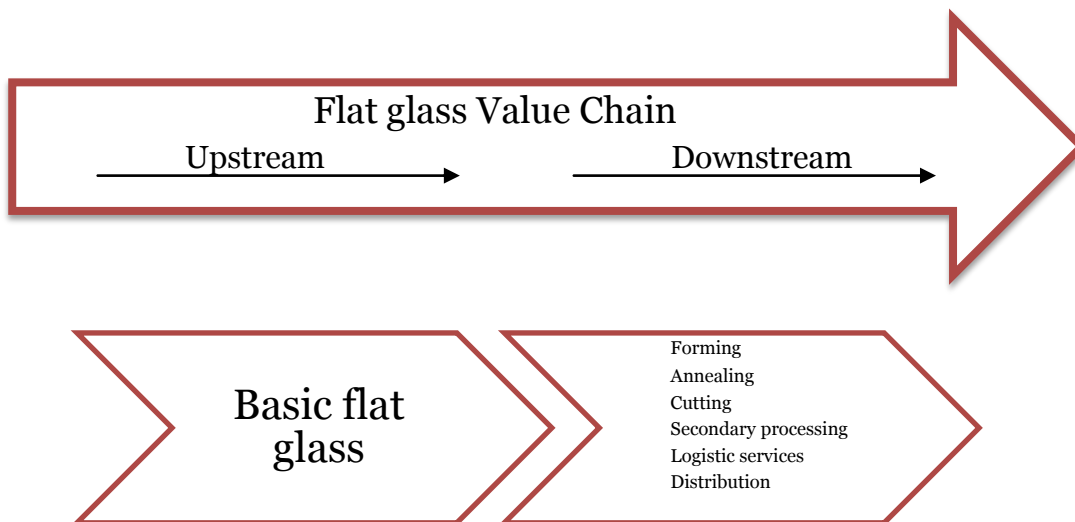 Flat glass Value Chain
Upstream
Downstream
Basic flat
glass
Forming
Annealing
Cutting
Secondary processing
Logistic services
Distribution